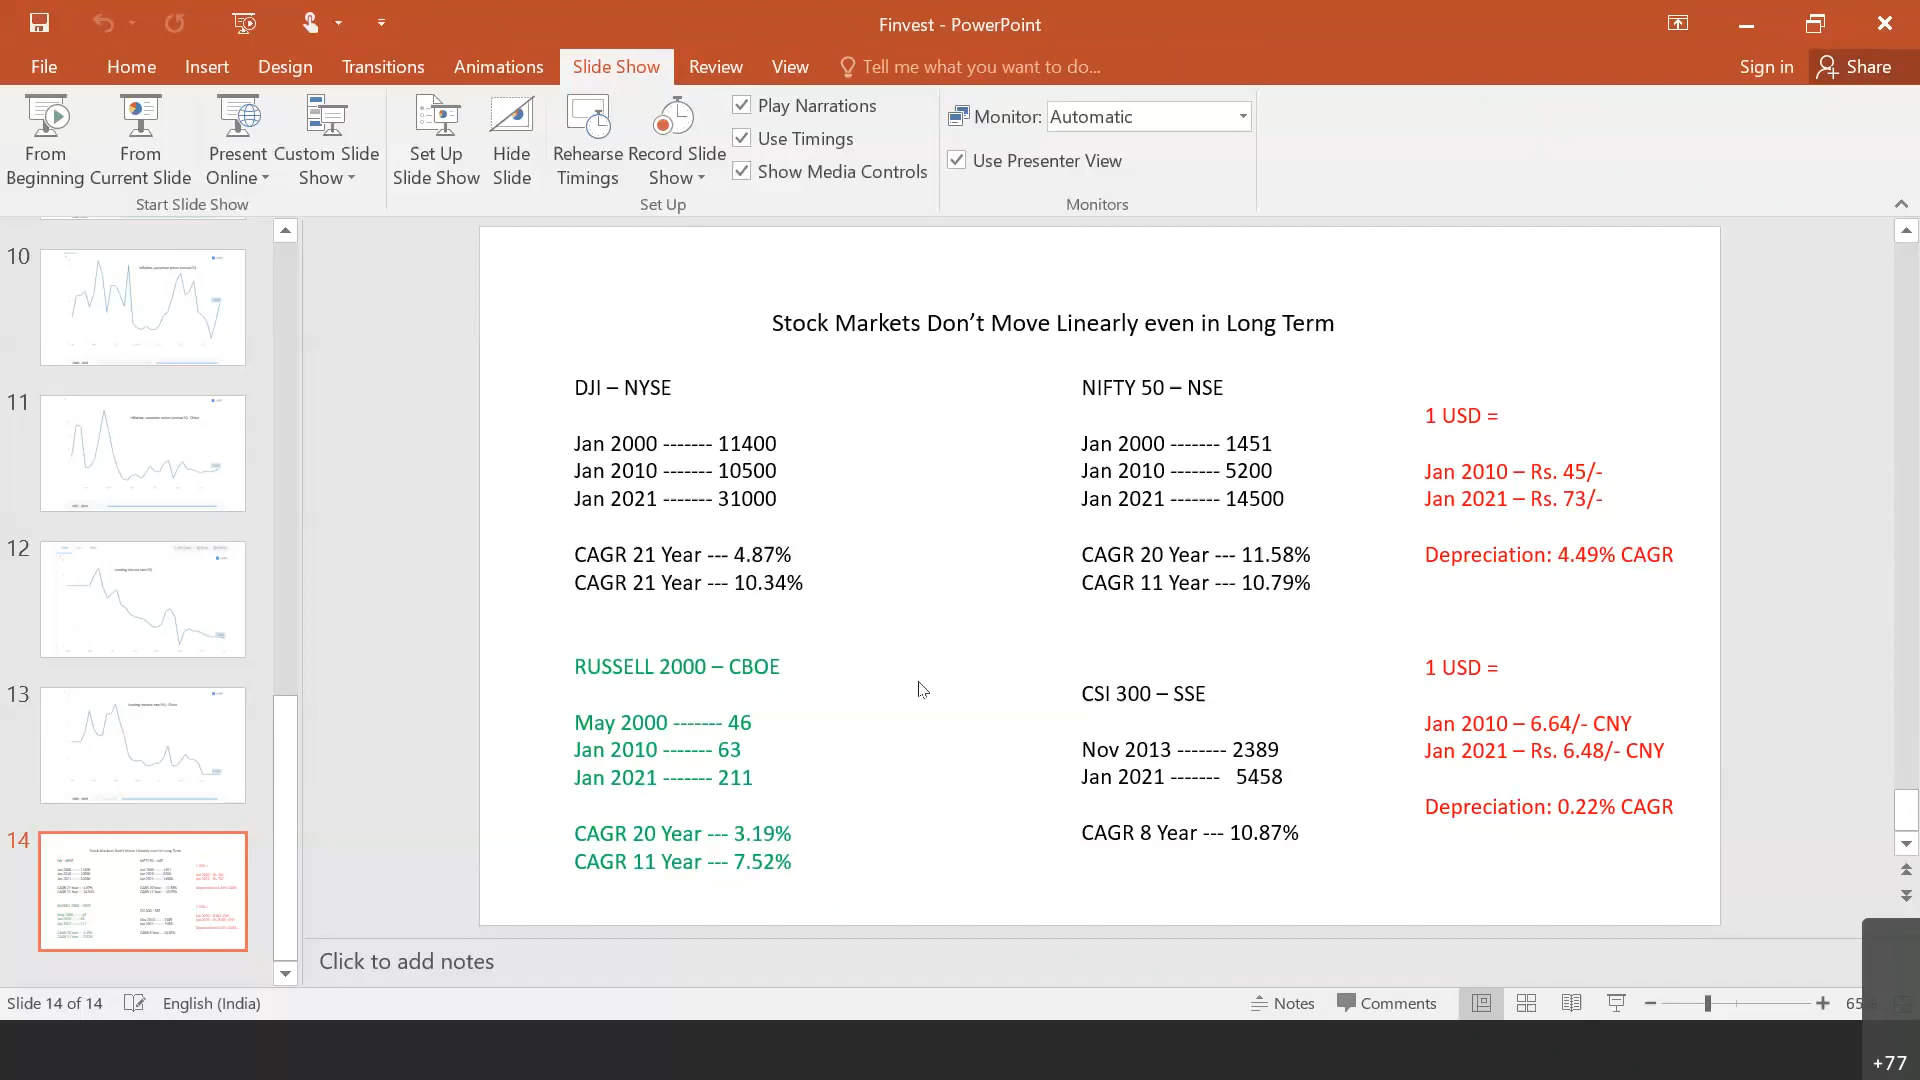 Finvest - PowerPoint
File Home Insert Design Transitions Animations Slide Show Review View Tell me what you want to do... Sign in Share
From Beginning
From Current Slide
Present Online
Custom Slide Show
Start Slide Show
Set Up Slide Show
Hide Slide
Rehearse Timings
Record Slide Show
Play Narrations
Use Timings
Show Media Controls
Set Up
Monitor: Automatic
Use Presenter View
Monitors
10
11
12
13
14
Stock Markets Don’t Move Linearly even in Long Term
DJI – NYSE
Jan 2000 ------- 11400
Jan 2010 ------- 10500
Jan 2021 ------- 31000
CAGR 21 Year --- 4.87%
CAGR 21 Year --- 10.34%
NIFTY 50 – NSE
Jan 2000 ------- 1451
Jan 2010 ------- 5200
Jan 2021 ------- 14500
CAGR 20 Year --- 11.58%
CAGR 11 Year --- 10.79%
1 USD =
Jan 2010 – Rs. 45/-
Jan 2021 – Rs. 73/-
Depreciation: 4.49% CAGR
RUSSELL 2000 – CBOE
May 2000 ------- 46
Jan 2010 ------- 63
Jan 2021 ------- 211
CAGR 20 Year --- 3.19%
CAGR 11 Year --- 7.52%
CSI 300 – SSE
Nov 2013 ------- 2389
Jan 2021 ------- 5458
CAGR 8 Year --- 10.87%
1 USD =
Jan 2010 – 6.64/- CNY
Jan 2021 – Rs. 6.48/- CNY
Depreciation: 0.22% CAGR
Click to add notes
Slide 14 of 14 English (India) Notes Comments 65
+77